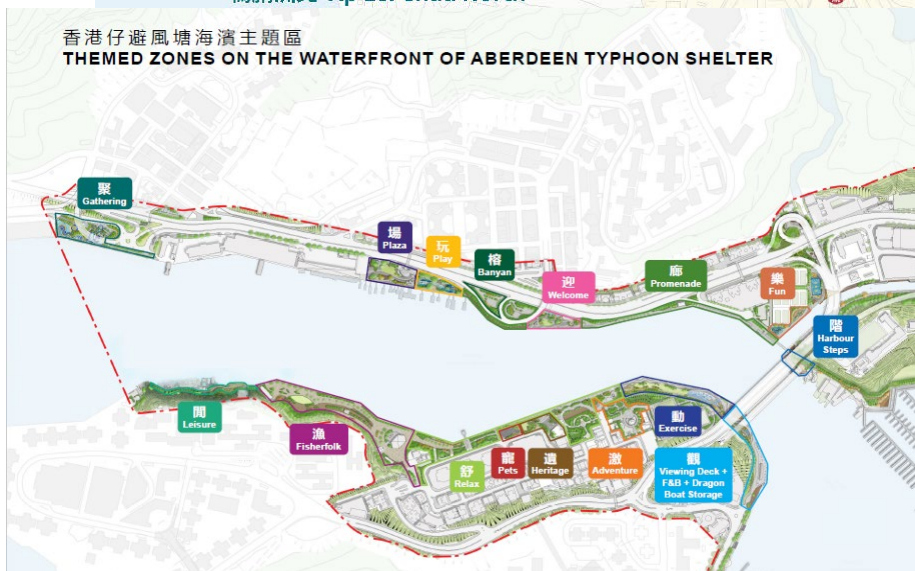 香港仔避風塘海濱主題區
THEMED ZONES ON THE WATERFRONT OF ABERDEEN TYPHOON SHELTER
聚
Gathering
場
Plaza
玩
Play
榕
Banyan
迎
Welcome
廊
Promenade
樂
Fun
階
Harbour
Steps
閒
Leisure
漁
Fisherfolk
舒
Relax
寵
Pets
遺
Heritage
激
Adventure
動
Exercise
觀
Viewing Deck +
F&B + Dragon
Boat Storage